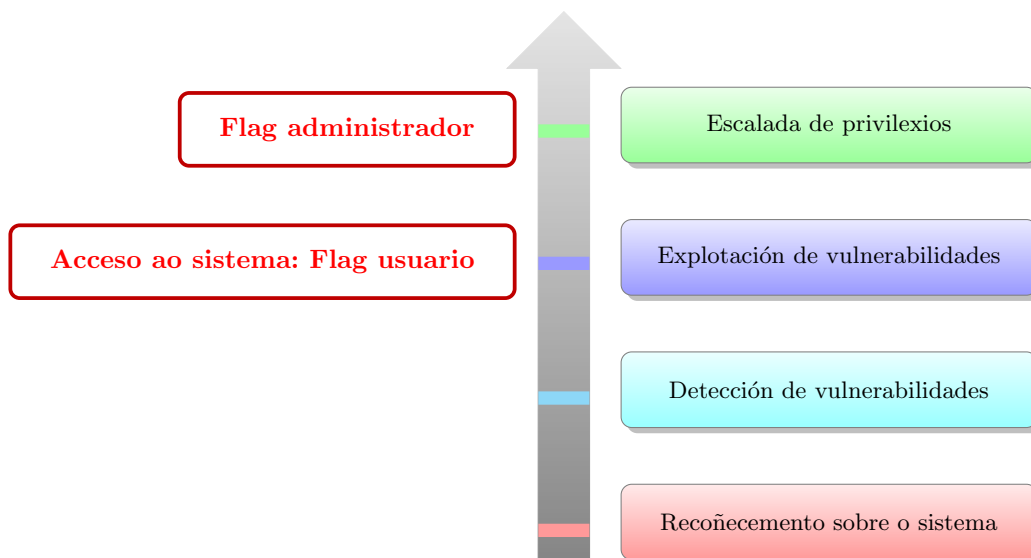 Flag administrador
Escalada de privilexios
Acceso ao sistema: Flag usuario
Explotación de vulnerabilidades
Detección de vulnerabilidades
Recoñecemento sobre o sistema